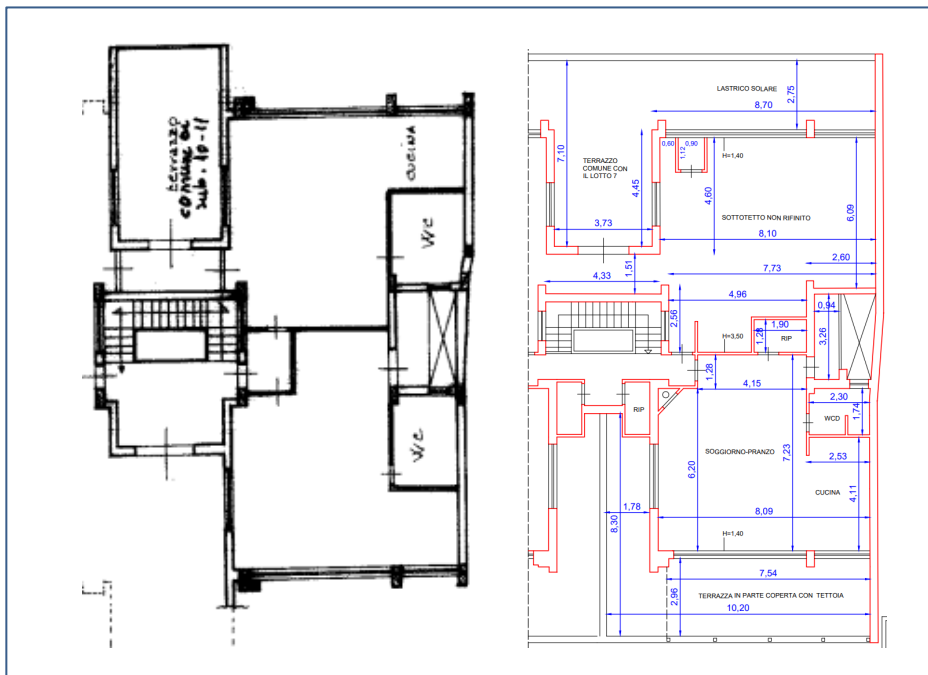 terrazzo
comune ai
sub. 10-11
CUCINA
WC
WC
LASTRICO SOLARE
8,70
2,75
7,10
TERRAZZO
COMUNE CON
IL LOTTO 7
4,45
3,73
0,60
1,12
0,90
H=1,40
4,60
SOTTOTETTO NON RIFINITO
6,09
8,10
2,60
7,73
1,51
4,33
4,96
2,56
0,94
3,26
1,90
1,28
RIP
H=3,50
1,28
4,15
2,30
1,74
WCD
RIP
SOGGIORNO-PRANZO
2,53
6,20
7,23
CUCINA
4,11
1,78
8,30
8,09
H=1,40
7,54
2,96
TERRAZZA IN PARTE COPERTA CON TETTOIA
10,20